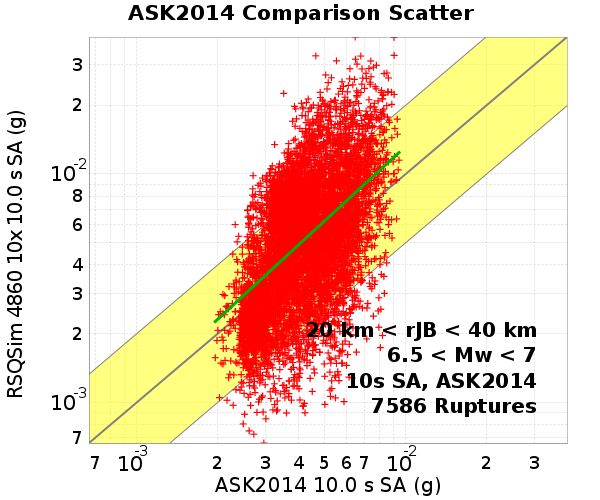 ASK2014 Comparison Scatter
RSQSim 4860 10x 10.0 s SA (g)
3
2
10-2
8
6
4
3
2
10-3
7
20 km < rJB < 40 km
6.5 < Mw < 7
10s SA, ASK2014
7586 Ruptures
7 10-3 2 3 4 5 6 7 10-2 2 3
ASK2014 10.0 s SA (g)